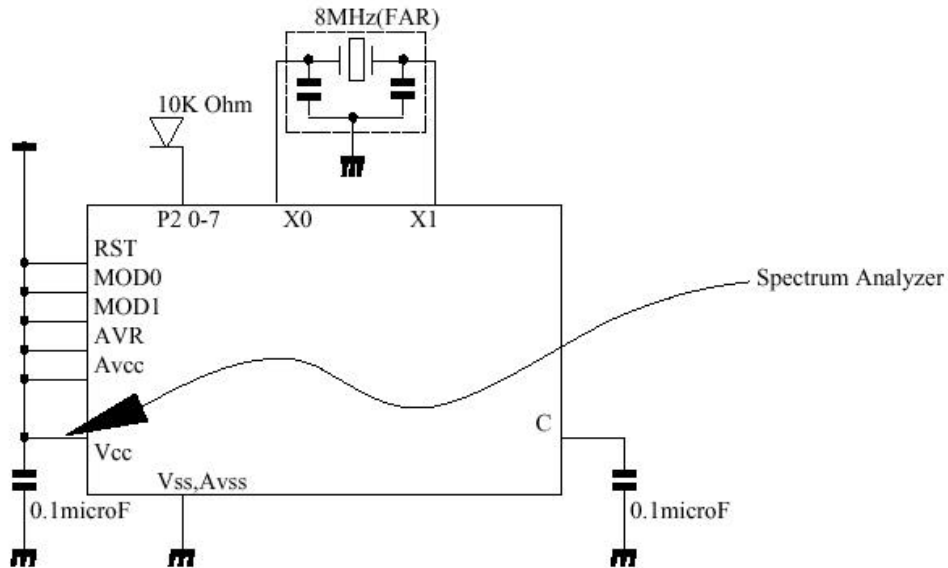 8MHz(FAR)
10K Ohm
P2 0-7
X0
X1
RST
MOD0
MOD1
AVR
Avcc
Spectrum Analyzer
C
Vcc
Vss,Avss
0.1microF
0.1microF